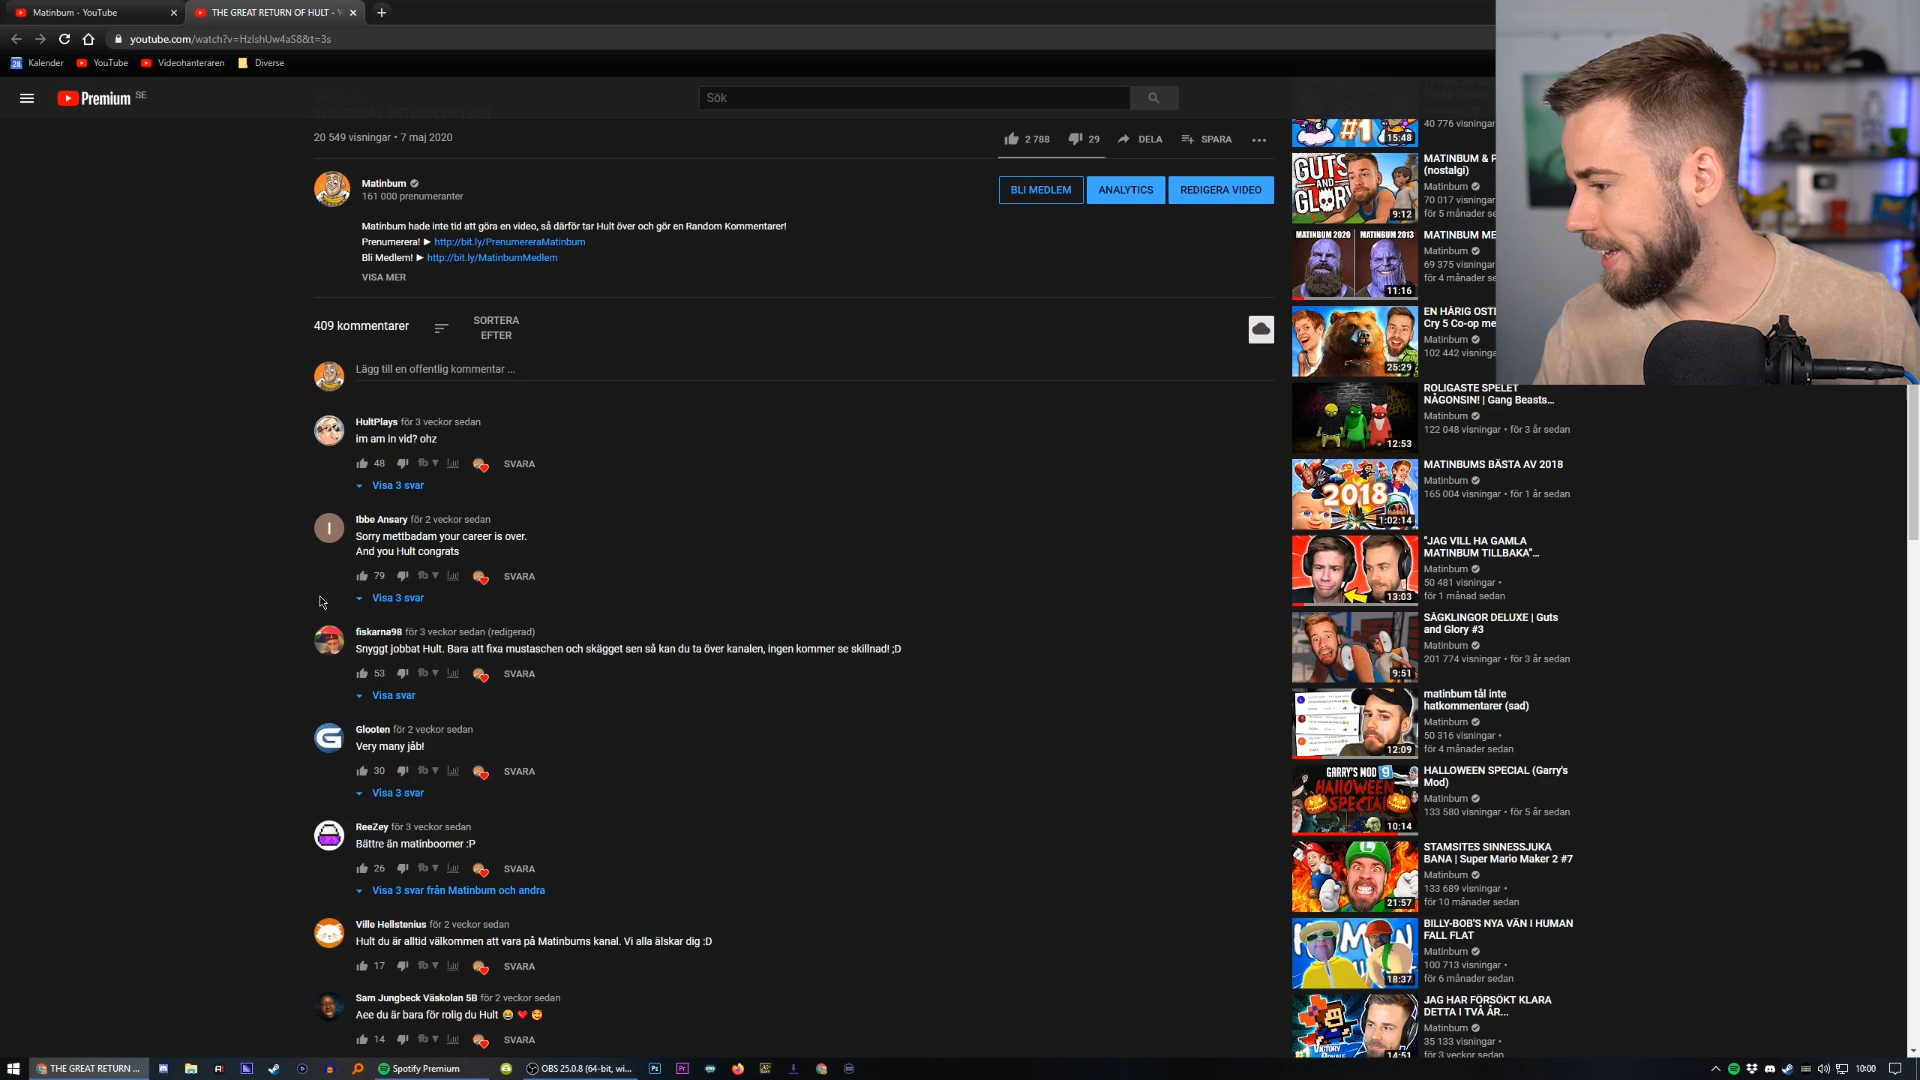 Matinbum - YouTube
THE GREAT RETURN OF HULT - Y
youtube.com/watch?v=HzlshUw4aS8&t=3s
Kalender
YouTube
Videohanteraren
Diverse
Premium SE
Sök
20 549 visningar • 7 maj 2020
2 788
29
DELA
SPARA
Matinbum
161 000 prenumeranter
BLI MEDLEM
ANALYTICS
REDIGERA VIDEO
Matinbum hade inte tid att göra en video, så därför tar Hult över och gör en Random Kommentarer!
Prenumerera! ► http://bit.ly/PrenumereraMatinbum
Bli Medlem! ► http://bit.ly/MatinbumMedlem
VISA MER
409 kommentarer
SORTERA
EFTER
Lägg till en offentlig kommentar ...
HultPlays för 3 veckor sedan
im am in vid? ohz
48
SVARA
Visa 3 svar
I
Ibbe Ansary för 2 veckor sedan
Sorry mettbadam your career is over.
And you Hult congrats
79
SVARA
Visa 3 svar
fiskarna98 för 3 veckor sedan (redigerad)
Snyggt jobbat Hult. Bara att fixa mustaschen och skägget sen så kan du ta över kanalen, ingen kommer se skillnad! ;D
53
SVARA
Visa svar
Glooten för 2 veckor sedan
Very many jåb!
30
SVARA
Visa 3 svar
ReeZey för 3 veckor sedan
Bättre än matinboomer :P
26
SVARA
Visa 3 svar från Matinbum och andra
Ville Hellstenius för 2 veckor sedan
Hult du är alltid välkommen att vara på Matinbums kanal. Vi alla älskar dig :D
17
SVARA
Sam Jungbeck Väskolan 5B för 2 veckor sedan
Aee du är bara för rolig du Hult 😂 ❤️ 🥰
14
SVARA
#1
15:48
40 776 visningar
GUTS
AND
GLORY
9:12
MATINBUM & P
(nostalgi)
Matinbum
70 017 visningar
för 5 månader se
MATINBUM 2020
MATINBUM 2013
11:16
MATINBUM ME
Matinbum
69 375 visningar
för 4 månader se
25:29
EN HÅRIG OST
Cry 5 Co-op me
Matinbum
102 442 visninga
12:53
ROLIGASTE SPELET
NÅGONSIN! | Gang Beasts...
Matinbum
122 048 visningar • för 3 år sedan
2018
1:02:14
MATINBUMS BÄSTA AV 2018
Matinbum
165 004 visningar • för 1 år sedan
13:03
"JAG VILL HA GAMLA
MATINBUM TILLBAKA"...
Matinbum
50 481 visningar •
för 1 månad sedan
9:51
SÅGKLINGOR DELUXE | Guts
and Glory #3
Matinbum
201 774 visningar • för 3 år sedan
12:09
matinbum tål inte
hatkommentarer (sad)
Matinbum
50 316 visningar •
för 4 månader sedan
GARRY'S MOD
HALLOWEEN
SPECIAL
10:14
HALLOWEEN SPECIAL (Garry's
Mod)
Matinbum
133 580 visningar • för 5 år sedan
21:57
STAMSITES SINNESSJUKA
BANA | Super Mario Maker 2 #7
Matinbum
133 689 visningar •
för 10 månader sedan
18:37
BILLY-BOB'S NYA VÄN I HUMAN
FALL FLAT
Matinbum
100 713 visningar •
för 6 månader sedan
#1 VICTORY
ROYALE
14:51
JAG HAR FÖRSÖKT KLARA
DETTA I TVÅ ÅR...
Matinbum
35 133 visningar •
för 3 veckor sedan
THE GREAT RETURN ...
Spotify Premium
OBS 25.0.8 (64-bit, wi...
10:00